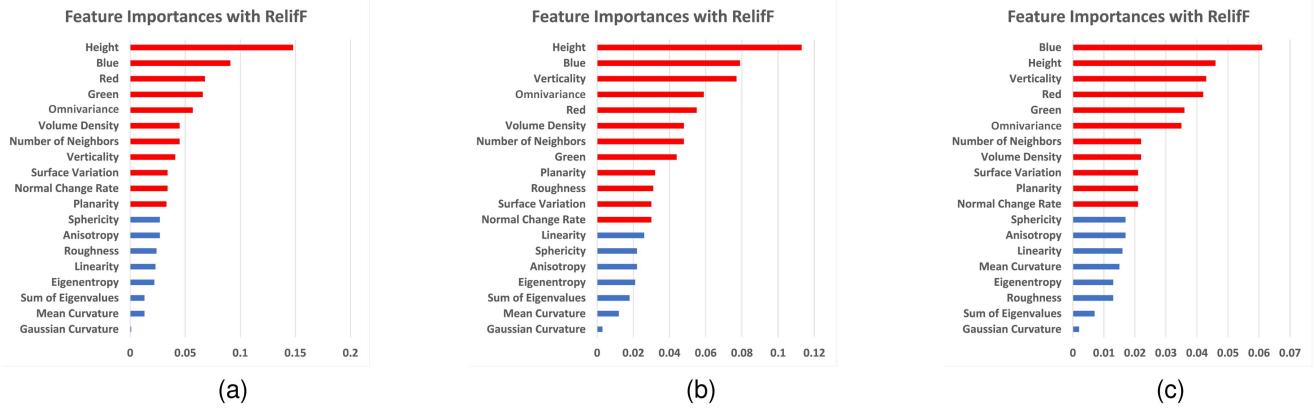 Feature Importances with RelifF
Height
Blue
Red
Green
Omnivariance
Volume Density
Number of Neighbors
Verticality
Surface Variation
Normal Change Rate
Planarity
Sphericity
Anisotropy
Roughness
Linearity
Eigenentropy
Sum of Eigenvalues
Mean Curvature
Gaussian Curvature
0 0.05 0.1 0.15 0.2
(a)
Feature Importances with RelifF
Height
Blue
Verticality
Omnivariance
Red
Volume Density
Number of Neighbors
Green
Planarity
Roughness
Surface Variation
Normal Change Rate
Linearity
Sphericity
Anisotropy
Eigenentropy
Sum of Eigenvalues
Mean Curvature
Gaussian Curvature
0 0.02 0.04 0.06 0.08 0.1 0.12
(b)
Feature Importances with RelifF
Blue
Height
Verticality
Red
Green
Omnivariance
Number of Neighbors
Volume Density
Surface Variation
Planarity
Normal Change Rate
Sphericity
Anisotropy
Linearity
Mean Curvature
Eigenentropy
Roughness
Sum of Eigenvalues
Gaussian Curvature
0 0.01 0.02 0.03 0.04 0.05 0.06 0.07
(c)